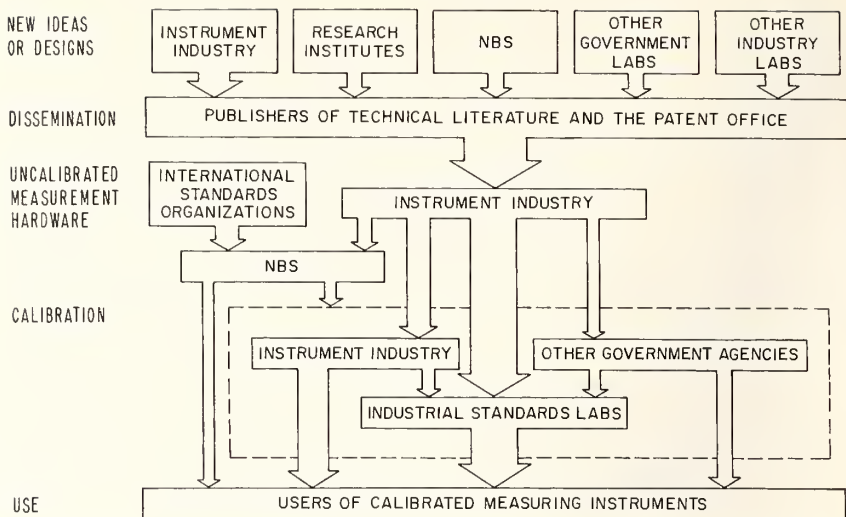 NEW IDEAS
OR DESIGNS
INSTRUMENT
INDUSTRY
RESEARCH
INSTITUTES
NBS
OTHER
GOVERNMENT
LABS
OTHER
INDUSTRY
LABS
DISSEMINATION
PUBLISHERS OF TECHNICAL LITERATURE AND THE PATENT OFFICE
UNCALIBRATED
MEASUREMENT
HARDWARE
INTERNATIONAL
STANDARDS
ORGANIZATIONS
INSTRUMENT INDUSTRY
NBS
CALIBRATION
INSTRUMENT INDUSTRY
OTHER GOVERNMENT AGENCIES
INDUSTRIAL STANDARDS LABS
USE
USERS OF CALIBRATED MEASURING INSTRUMENTS